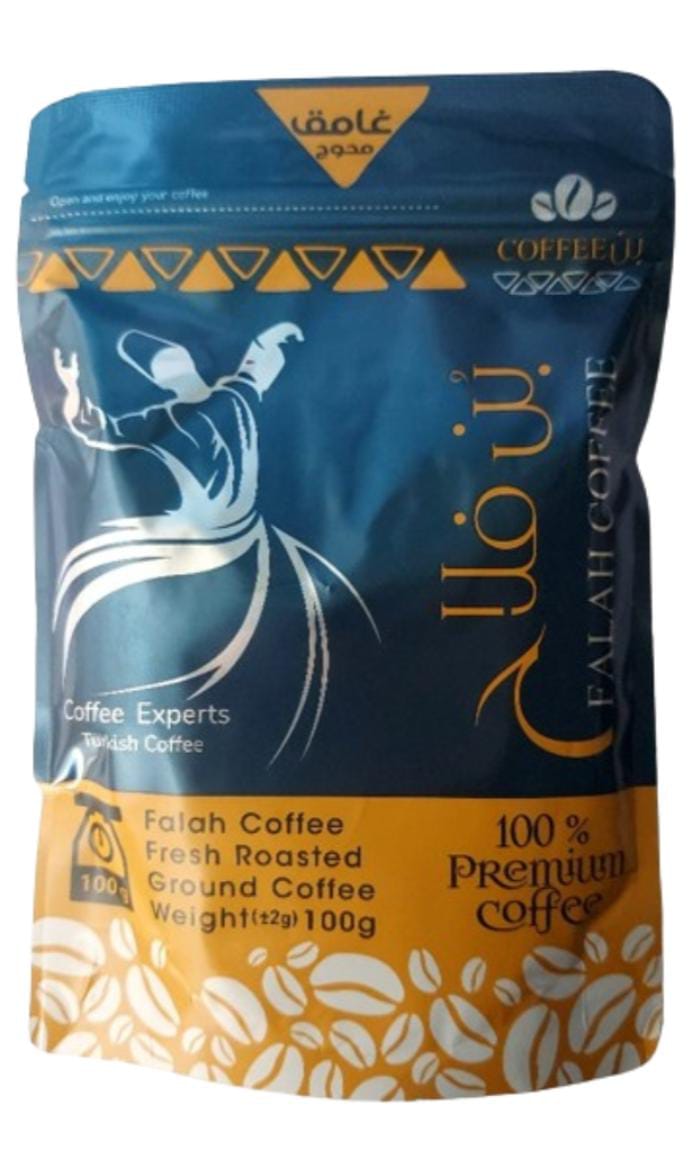 غامق
محوج
Open and enjoy your coffee
COFFEE بن
بُن فلاح
FALAH COFFEE
Coffee Experts
Turkish Coffee
100g
Falah Coffee
Fresh Roasted
Ground Coffee
Weight(±2g) 100g
100 %
Premium
Coffee